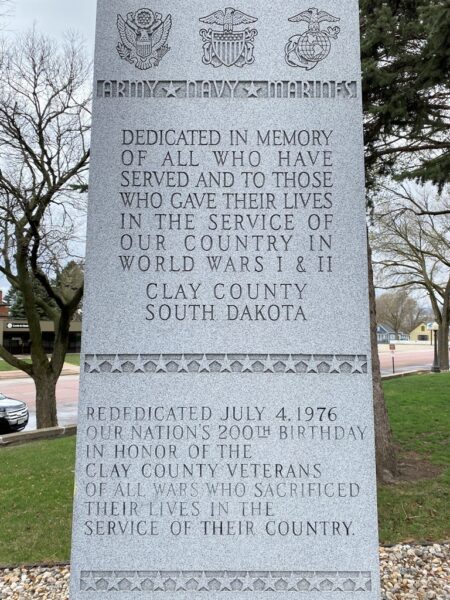 ARMY★NAVY★MARINES
DEDICATED IN MEMORY
OF ALL WHO HAVE
SERVED AND TO THOSE
WHO GAVE THEIR LIVES
IN THE SERVICE OF
OUR COUNTRY IN
WORLD WARS I & II
CLAY COUNTY
SOUTH DAKOTA
REDEDICATED JULY 4, 1976
OUR NATION'S 200TH BIRTHDAY
IN HONOR OF THE
CLAY COUNTY VETERANS
OF ALL WARS WHO SACRIFICED
THEIR LIVES IN THE
SERVICE OF THEIR COUNTRY.